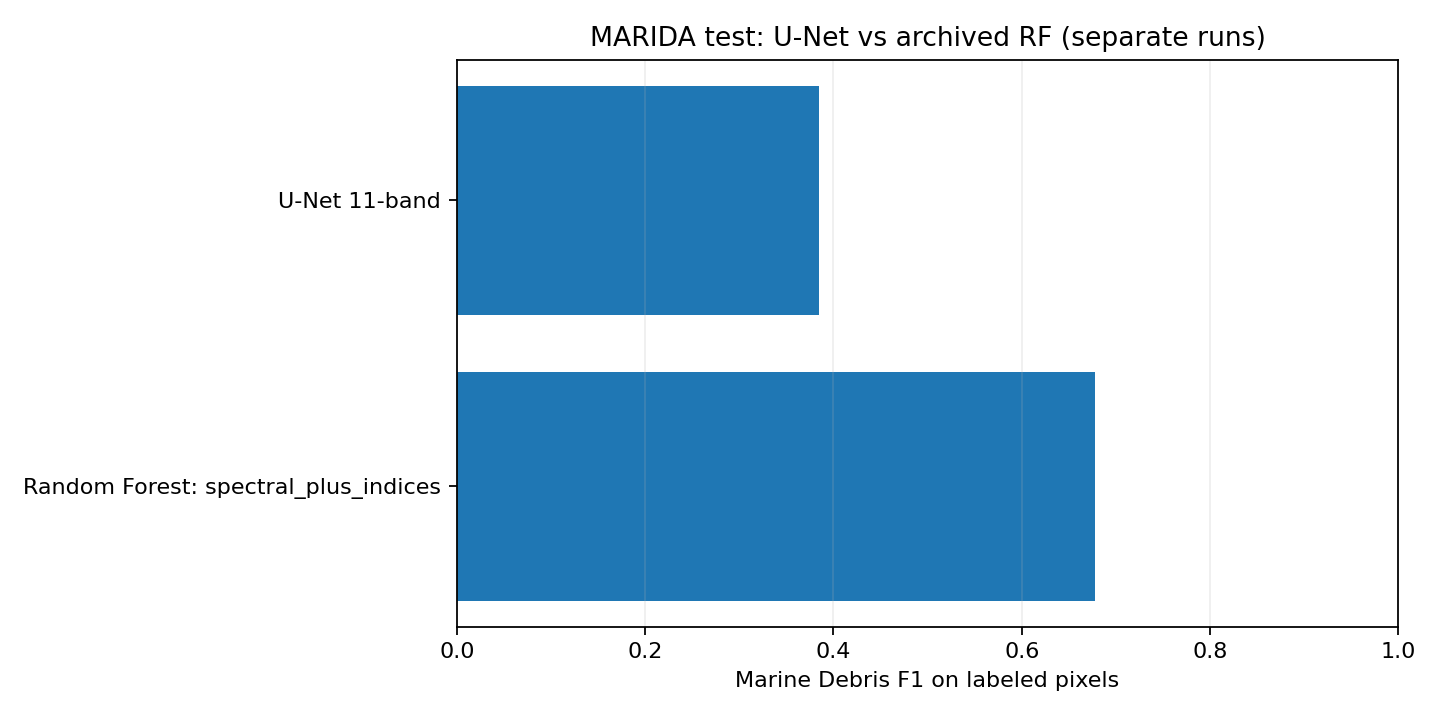 MARIDA test: U-Net vs archived RF (separate runs)
U-Net 11-band
Random Forest: spectral_plus_indices
0.0 0.2 0.4 0.6 0.8 1.0
Marine Debris F1 on labeled pixels